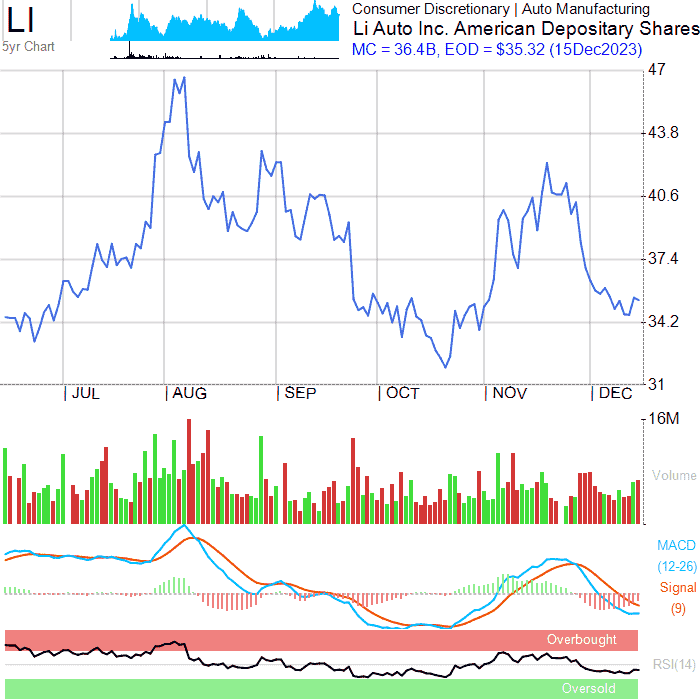 LI
5yr Chart
Consumer Discretionary | Auto Manufacturing
Li Auto Inc. American Depositary Shares
MC = 36.4B, EOD = $35.32 (15Dec2023)
47
43.8
40.6
37.4
34.2
31
| JUL | AUG | SEP | OCT | NOV | DEC
16M
Volume
MACD
(12-26)
Signal
(9)
Overbought
RSI(14)
Oversold